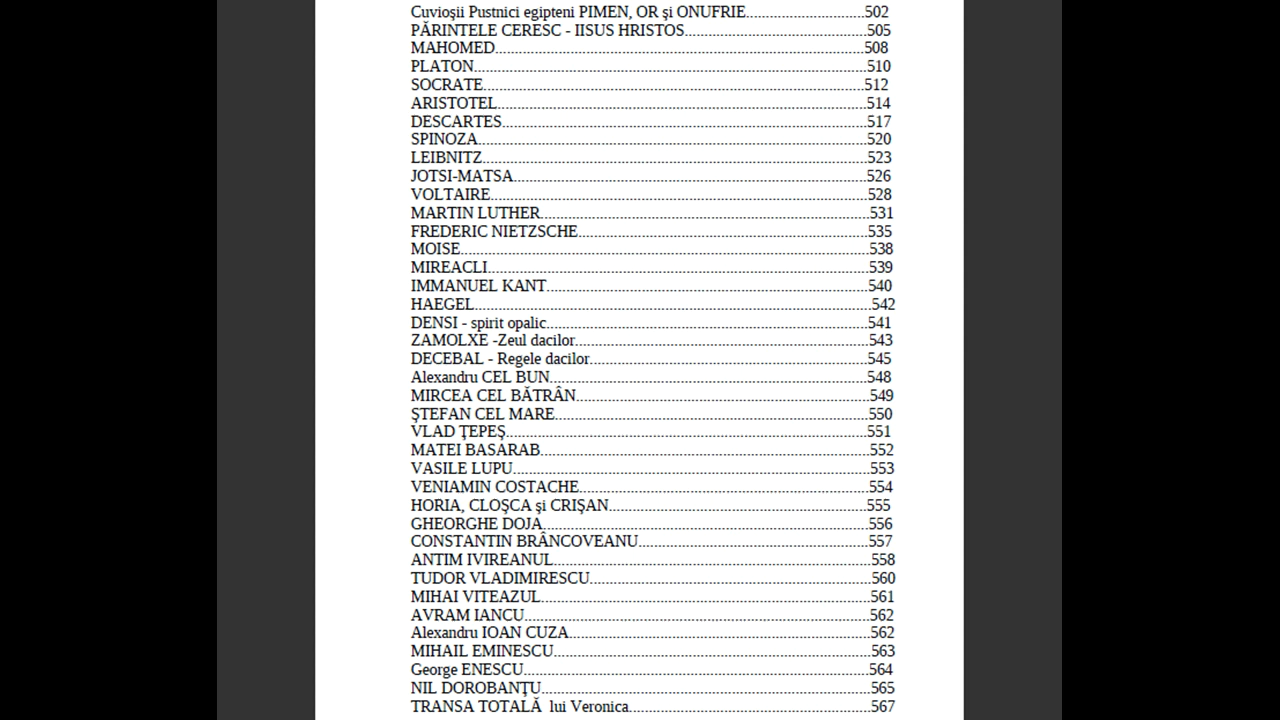 Cuvioşii Pustnici egipteni PIMEN, OR şi ONUFRIE.............................502
PĂRINTELE CERESC - IISUS HRISTOS.............................................505
MAHOMED.............................................................................................508
PLATON..................................................................................................510
SOCRATE................................................................................................512
ARISTOTEL............................................................................................514
DESCARTES...........................................................................................517
SPINOZA.................................................................................................520
LEIBNITZ................................................................................................523
JOTSI-MATSA.........................................................................................526
VOLTAIRE..............................................................................................528
MARTIN LUTHER..................................................................................531
FREDERIC NIETZSCHE.........................................................................535
MOISE......................................................................................................538
MIREACLI...............................................................................................539
IMMANUEL KANT.................................................................................540
HAEGEL...................................................................................................542
DENSI - spirit opalic.................................................................................541
ZAMOLXE -Zeul dacilor..........................................................................543
DECEBAL - Regele dacilor......................................................................545
Alexandru CEL BUN................................................................................548
MIRCEA CEL BĂTRÂN..........................................................................549
ŞTEFAN CEL MARE...............................................................................550
VLAD ŢEPEŞ...........................................................................................551
MATEI BASARAB...................................................................................552
VASILE LUPU.........................................................................................553
VENIAMIN COSTACHE.........................................................................554
HORIA, CLOŞCA şi CRIŞAN.................................................................555
GHEORGHE DOJA..................................................................................556
CONSTANTIN BRÂNCOVEANU...........................................................557
ANTIM IVIREANUL................................................................................558
TUDOR VLADIMIRESCU.......................................................................560
MIHAI VITEAZUL...................................................................................561
AVRAM IANCU.......................................................................................562
Alexandru IOAN CUZA............................................................................562
MIHAIL EMINESCU................................................................................563
George ENESCU.......................................................................................564
NIL DOROBANŢU...................................................................................565
TRANSA TOTALĂ  lui Veronica.............................................................567